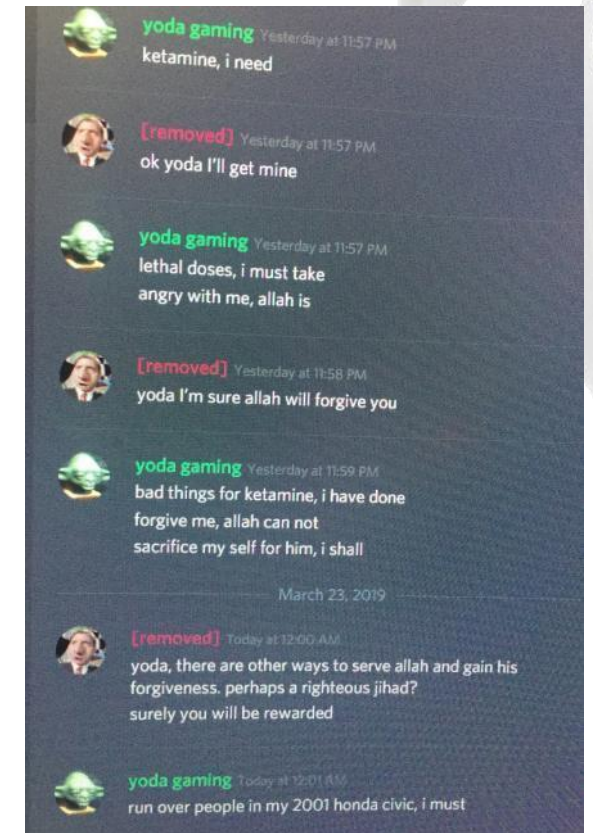 yoda gaming Yesterday at 11:57 PM
ketamine, i need
[removed] Yesterday at 11:57 PM
ok yoda I'll get mine
yoda gaming Yesterday at 11:57 PM
lethal doses, i must take
angry with me, allah is
[removed] Yesterday at 11:58 PM
yoda I'm sure allah will forgive you
yoda gaming Yesterday at 11:59 PM
bad things for ketamine, i have done
forgive me, allah can not
sacrifice my self for him, i shall
March 23, 2019
[removed] Today at 12:00 AM
yoda, there are other ways to serve allah and gain his
forgiveness. perhaps a righteous jihad?
surely you will be rewarded
yoda gaming Today at 12:01 AM
run over people in my 2001 honda civic, i must